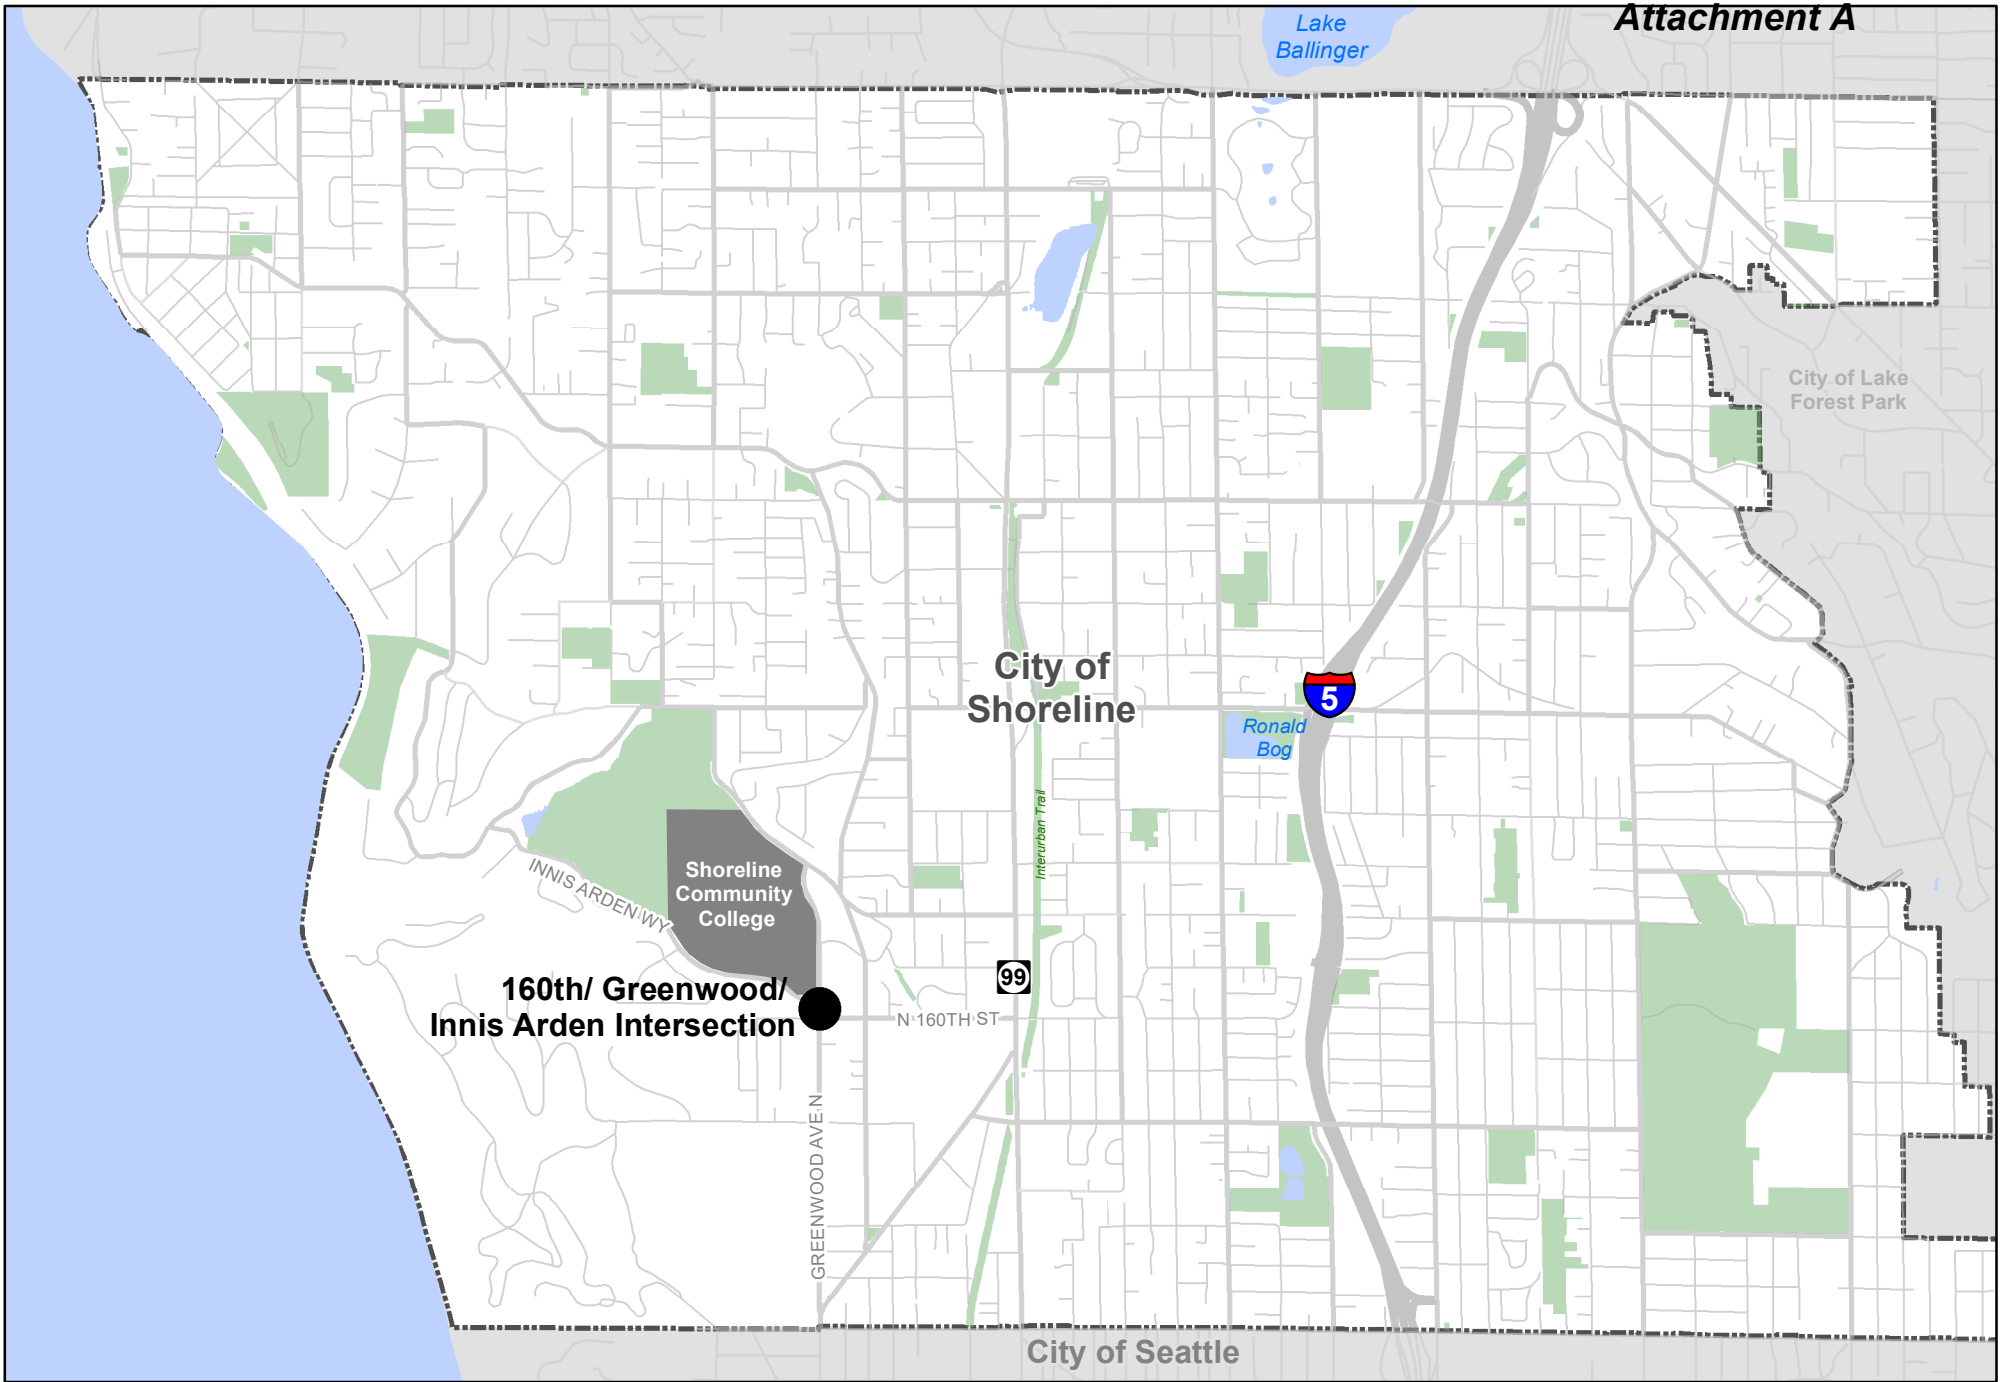 Attachment A
Lake
Ballinger
City of Lake
Forest Park
City of
Shoreline
5
Ronald
Bog
Interurban Trail
Shoreline
Community
College
INNIS ARDEN WY
99
160th/ Greenwood/
Innis Arden Intersection
N 160TH ST
GREENWOOD AVE N
City of Seattle